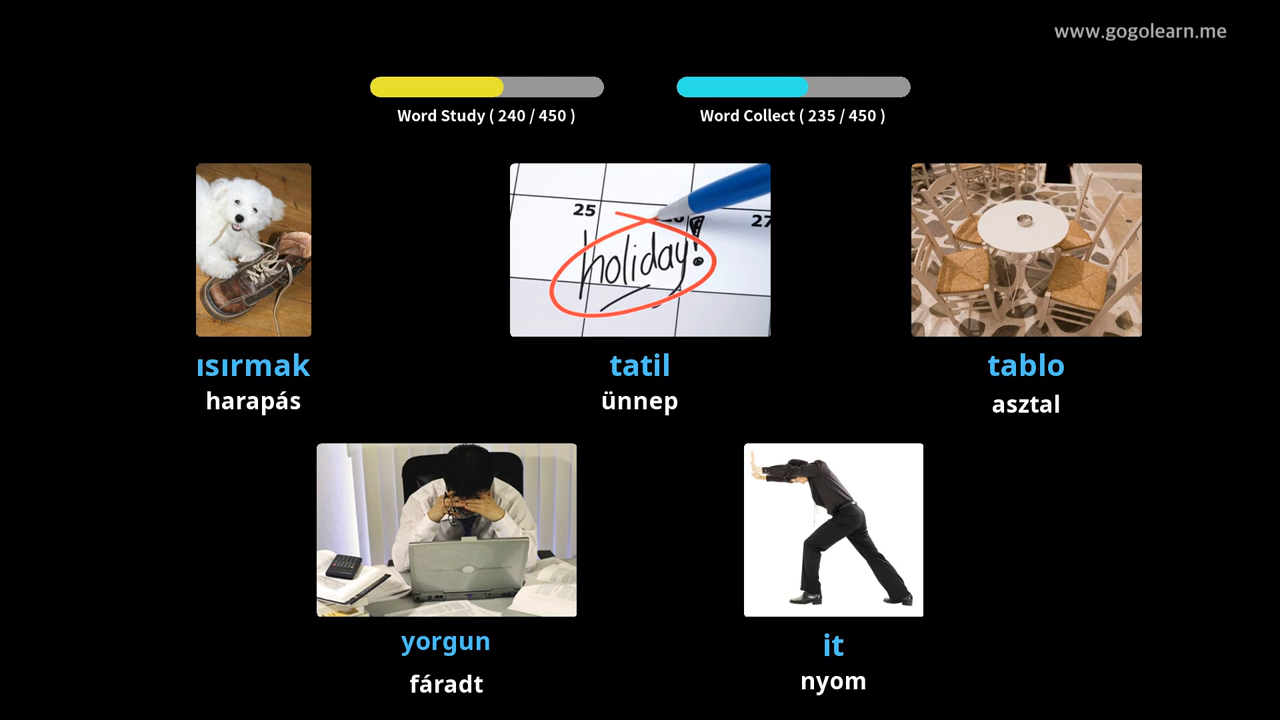 www.gogolearn.me
Word Study ( 240 / 450 )
Word Collect ( 235 / 450 )
25
27
holiday!
ısırmak
harapás
tatil
ünnep
tablo
asztal
yorgun
fáradt
it
nyom